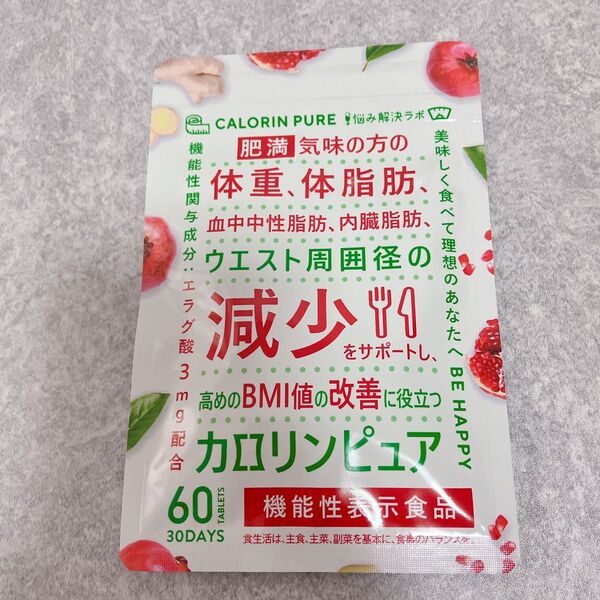 CALORIN PURE 悩み解決ラボ
肥満気味の方の
体重、体脂肪、
血中中性脂肪、内臓脂肪、
ウエスト周囲径の
減少
をサポートし、
高めのBMI値の改善に役立つ
カロリンピュア
機能性表示食品
60 TABLETS
30DAYS
食生活は、主食、主菜、副菜を基本に、食事のバランスを。
機能性関与成分:エラグ酸3mg配合
美味しく食べて理想のあなたへ BE HAPPY